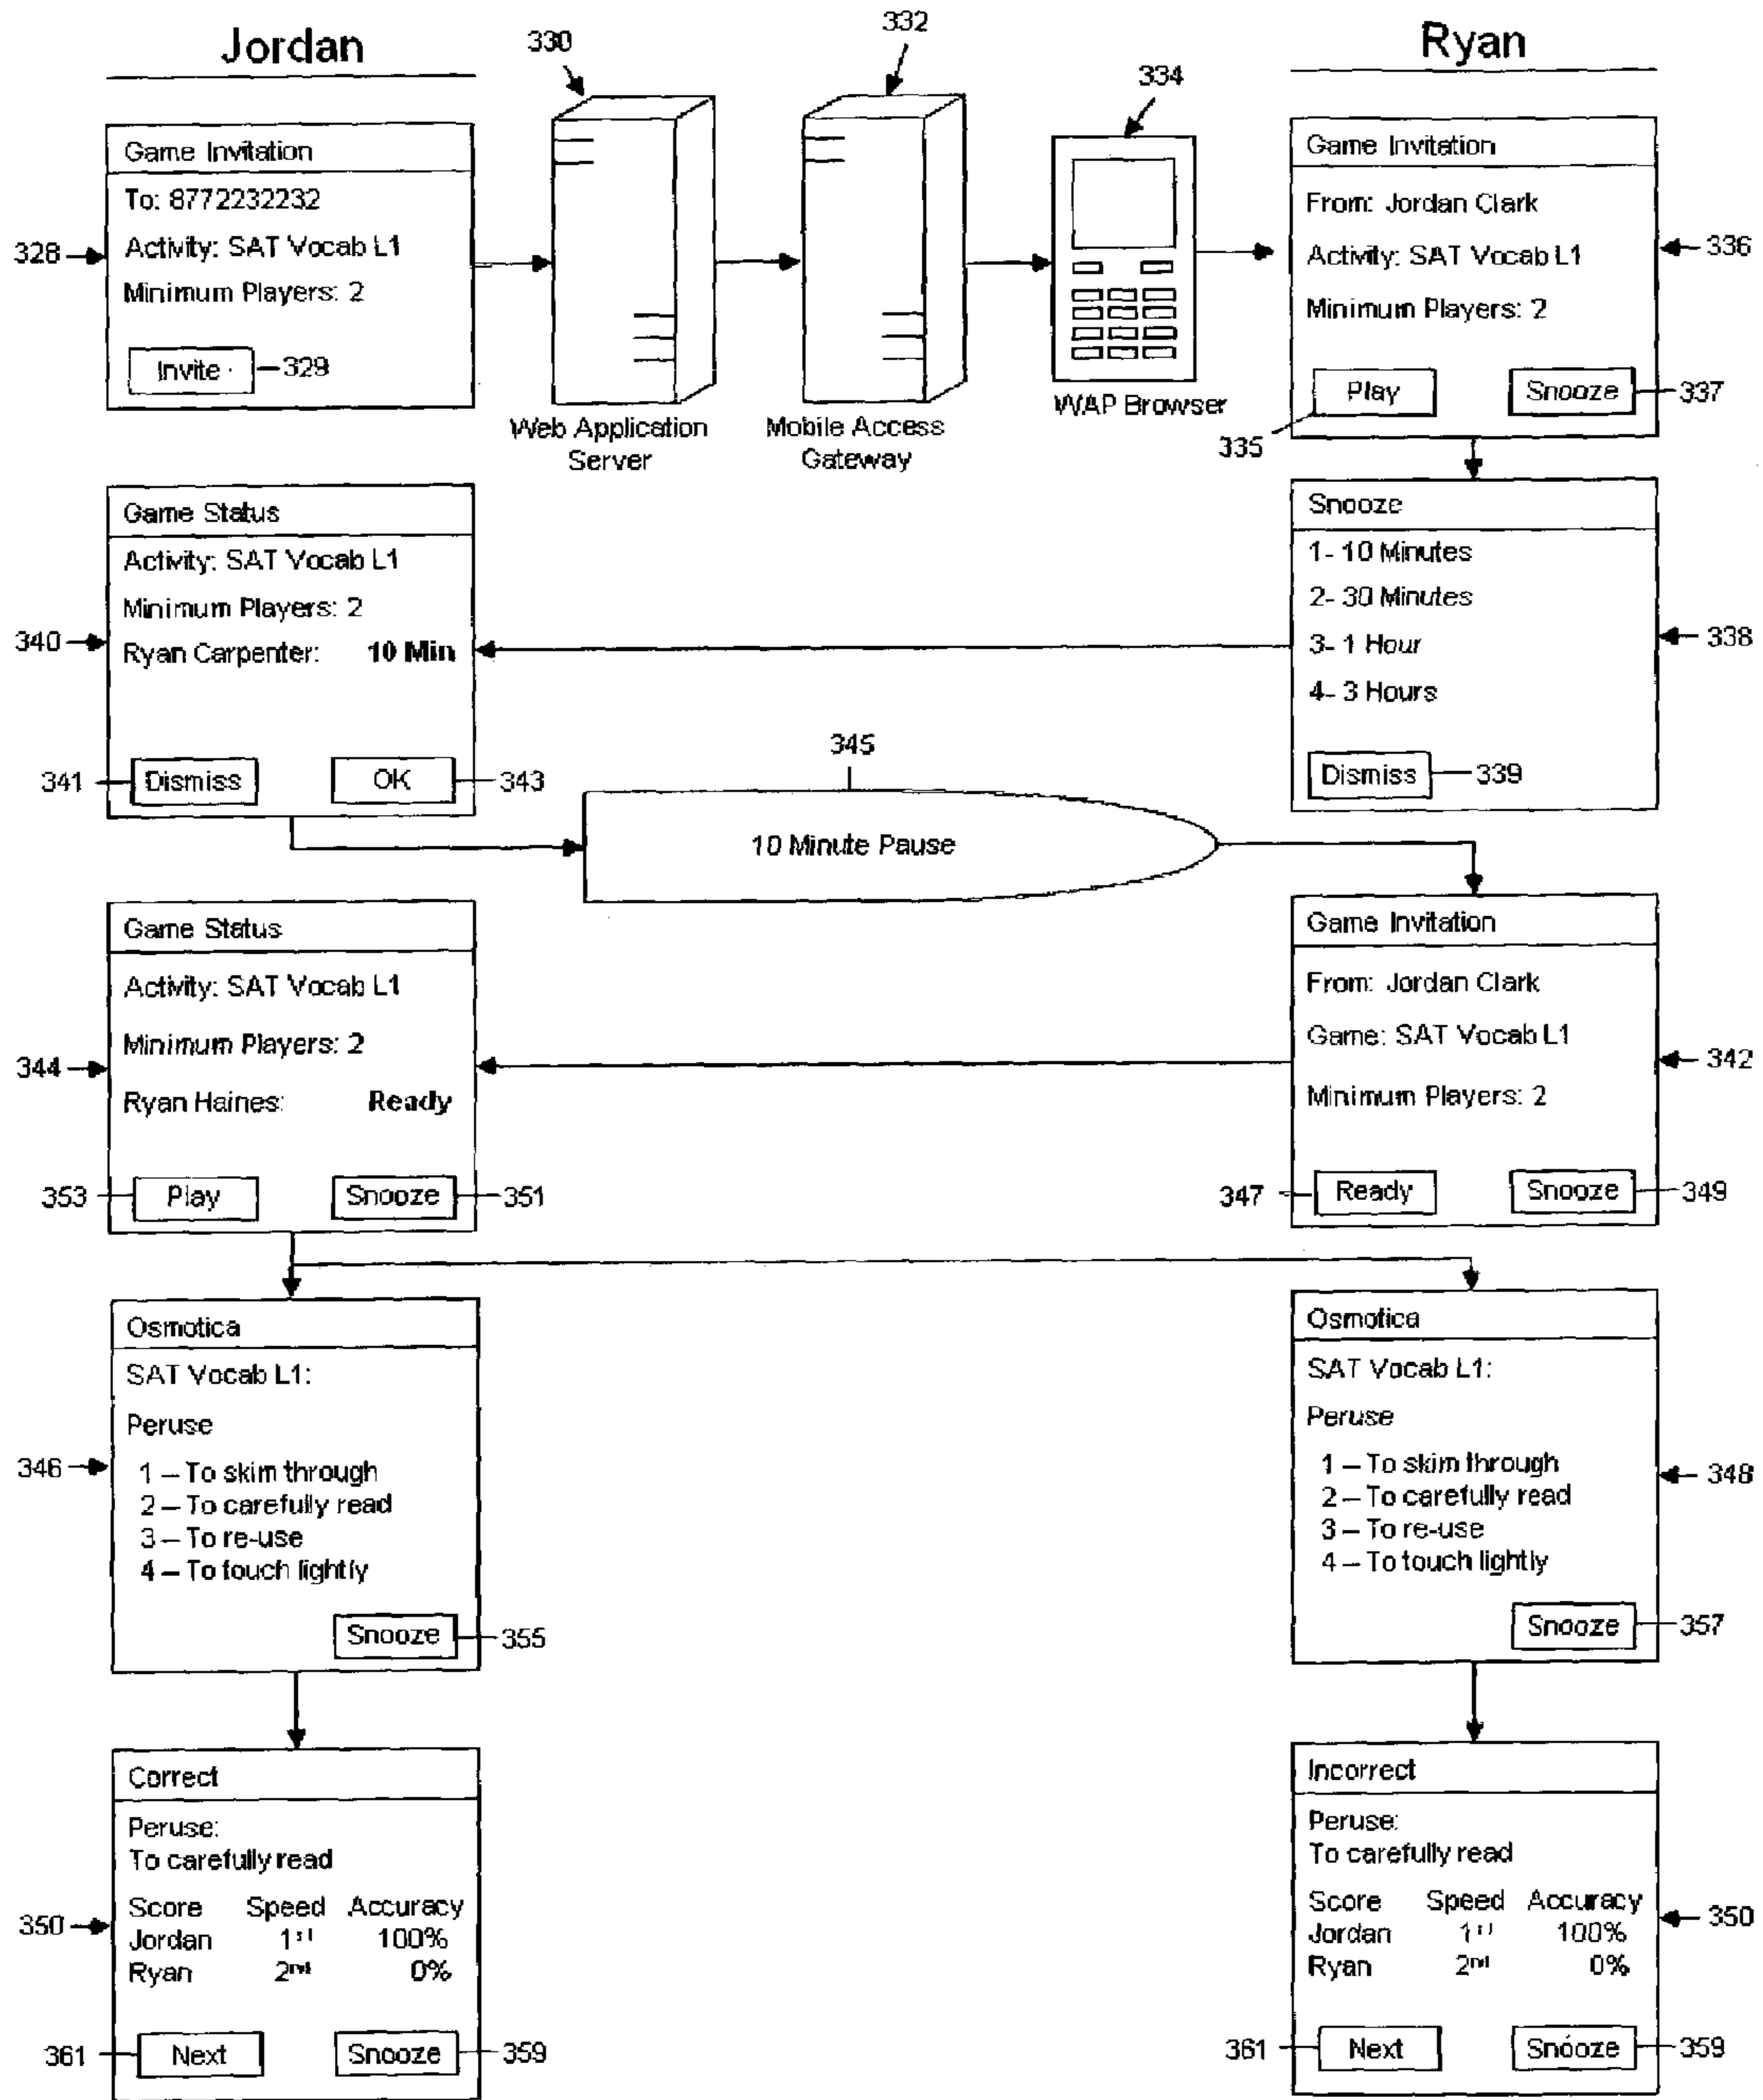 Jordan
330
332
334
Ryan
Game Invitation
To: 8772232232
Activity: SAT Vocab L1
Minimum Players: 2
Invite
328
329
Web Application
Server
Mobile Access
Gateway
WAP Browser
Game Invitation
From: Jordan Clark
Activity: SAT Vocab L1
Minimum Players: 2
Play
Snooze
336
337
335
Game Status
Activity: SAT Vocab L1
Minimum Players: 2
Ryan Carpenter: 10 Min
Dismiss
OK
340
341
343
Snooze
1- 10 Minutes
2- 30 Minutes
3- 1 Hour
4- 3 Hours
Dismiss
338
339
345
10 Minute Pause
Game Status
Activity: SAT Vocab L1
Minimum Players: 2
Ryan Haines: Ready
Play
Snooze
344
353
351
Game Invitation
From: Jordan Clark
Game: SAT Vocab L1
Minimum Players: 2
Ready
Snooze
342
347
349
Osmotica
SAT Vocab L1:
Peruse
1 – To skim through
2 – To carefully read
3 – To re-use
4 – To touch lightly
Snooze
346
355
Osmotica
SAT Vocab L1:
Peruse
1 – To skim through
2 – To carefully read
3 – To re-use
4 – To touch lightly
Snooze
348
357
Correct
Peruse:
To carefully read
Score Speed Accuracy
Jordan 1st 100%
Ryan 2nd 0%
Next
Snooze
350
361
359
Incorrect
Peruse:
To carefully read
Score Speed Accuracy
Jordan 1st 100%
Ryan 2nd 0%
Next
Snooze
350
361
359